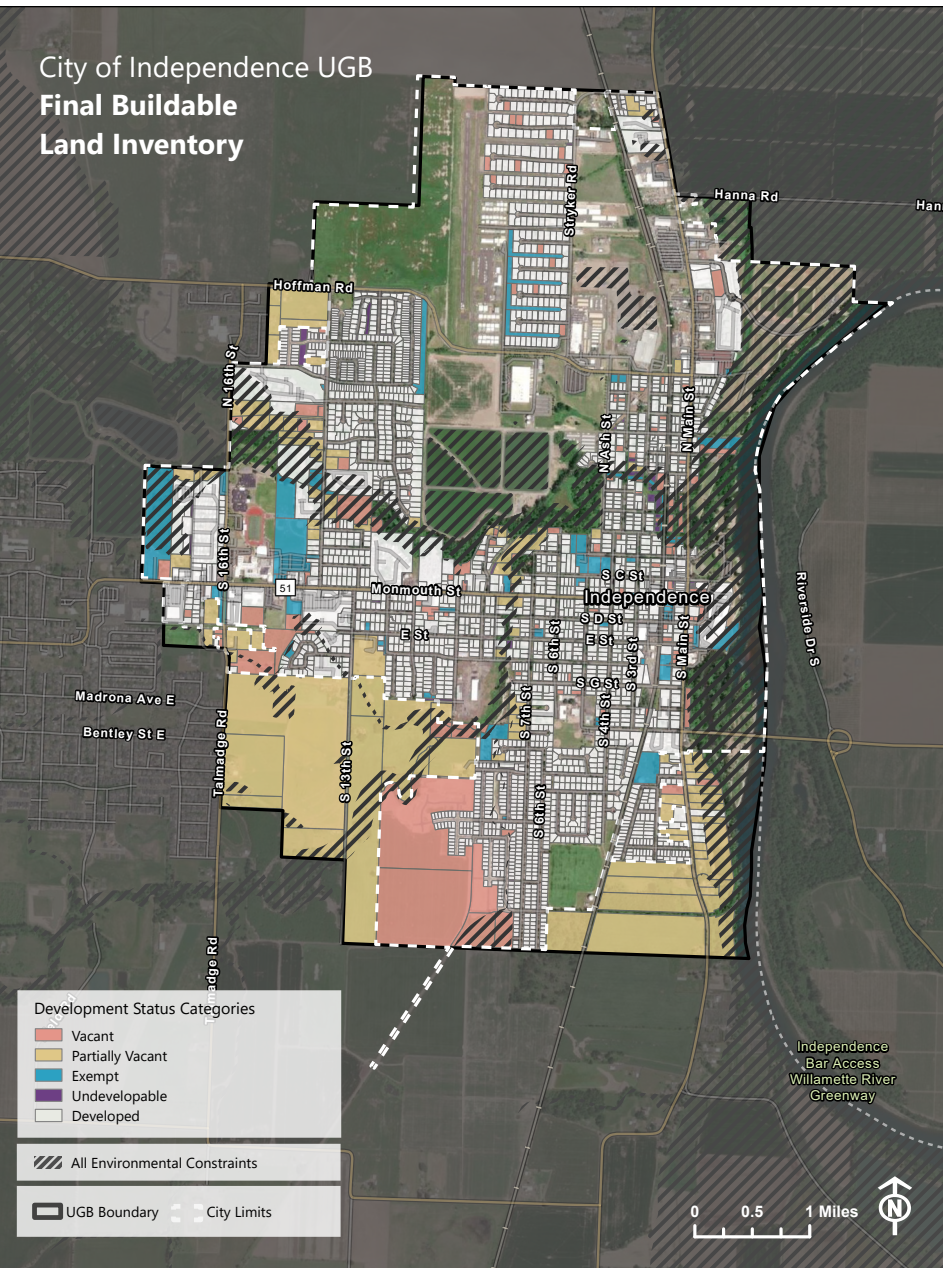 City of Independence UGB
Final Buildable
Land Inventory
Hanna Rd
Stryker Rd
Hoffman Rd
N 16th St
N Ash St
N Main St
S 16th St
51
Monmouth St
S C St
Independence
S D St
E St
E St
S 6th St
S 3rd St
S Main St
Riverside Dr S
S G St
S 4th St
S 7th St
Madrona Ave E
Bentley St E
Talmadge Rd
S 13th St
S 6th St
Independence
Bar Access
Willamette River
Greenway
Development Status Categories
Vacant
Partially Vacant
Exempt
Undevelopable
Developed
All Environmental Constraints
UGB Boundary
City Limits
0 0.5 1 Miles
N